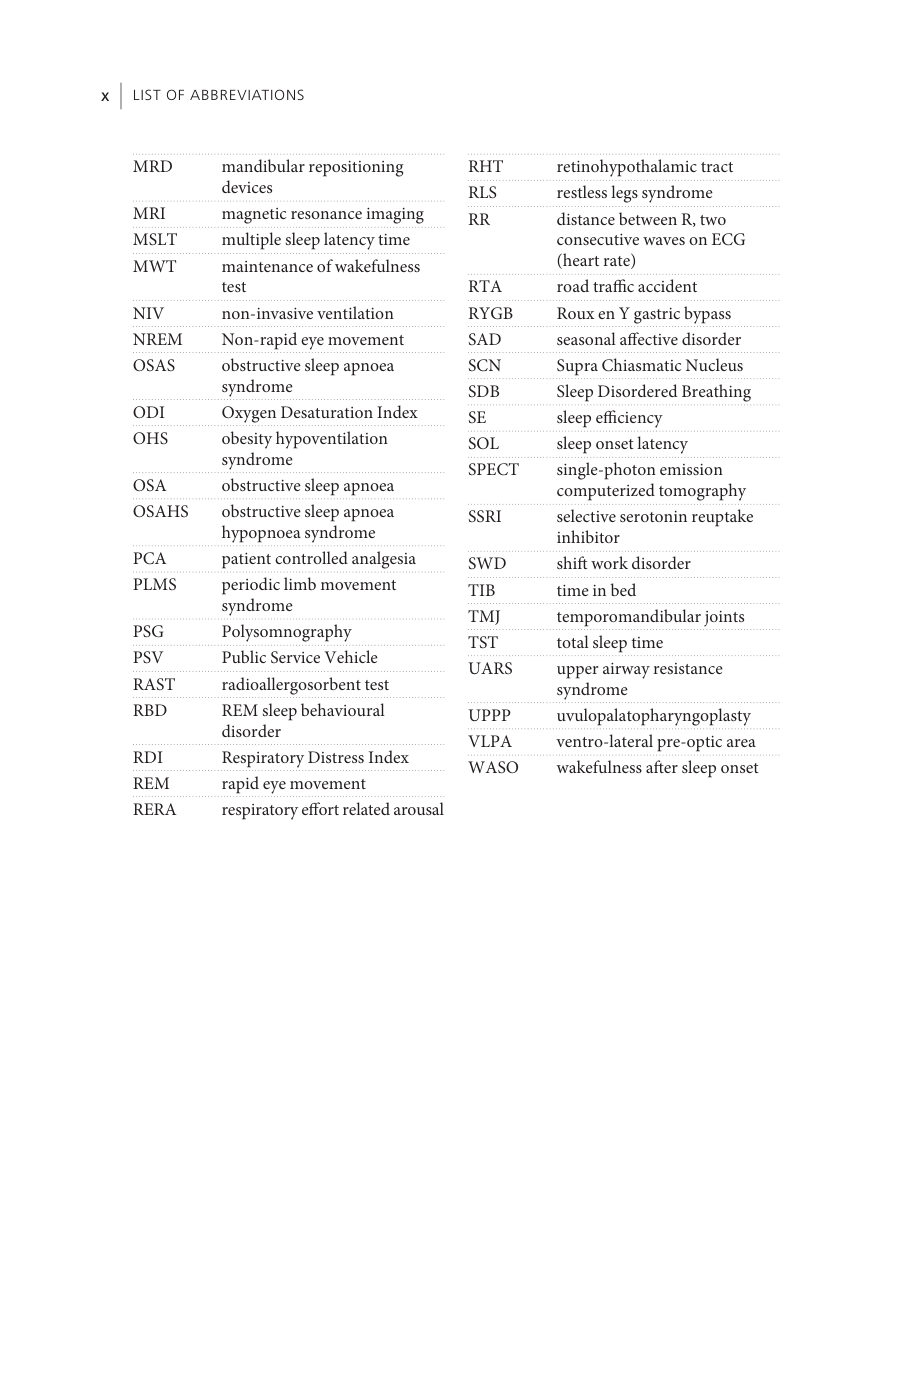 x LIST OF ABBREVIATIONS
MRD mandibular repositioning
devices
MRI magnetic resonance imaging
MSLT multiple sleep latency time
MWT maintenance of wakefulness
test
NIV non-invasive ventilation
NREM Non-rapid eye movement
OSAS obstructive sleep apnoea
syndrome
ODI Oxygen Desaturation Index
OHS obesity hypoventilation
syndrome
OSA obstructive sleep apnoea
OSAHS obstructive sleep apnoea
hypopnoea syndrome
PCA patient controlled analgesia
PLMS periodic limb movement
syndrome
PSG Polysomnography
PSV Public Service Vehicle
RAST radioallergosorbent test
RBD REM sleep behavioural
disorder
RDI Respiratory Distress Index
REM rapid eye movement
RERA respiratory effort related arousal
RHT retinohypothalamic tract
RLS restless legs syndrome
RR distance between R, two
consecutive waves on ECG
(heart rate)
RTA road traffic accident
RYGB Roux en Y gastric bypass
SAD seasonal affective disorder
SCN Supra Chiasmatic Nucleus
SDB Sleep Disordered Breathing
SE sleep efficiency
SOL sleep onset latency
SPECT single-photon emission
computerized tomography
SSRI selective serotonin reuptake
inhibitor
SWD shift work disorder
TIB time in bed
TMJ temporomandibular joints
TST total sleep time
UARS upper airway resistance
syndrome
UPPP uvulopalatopharyngoplasty
VLPA ventro-lateral pre-optic area
WASO wakefulness after sleep onset